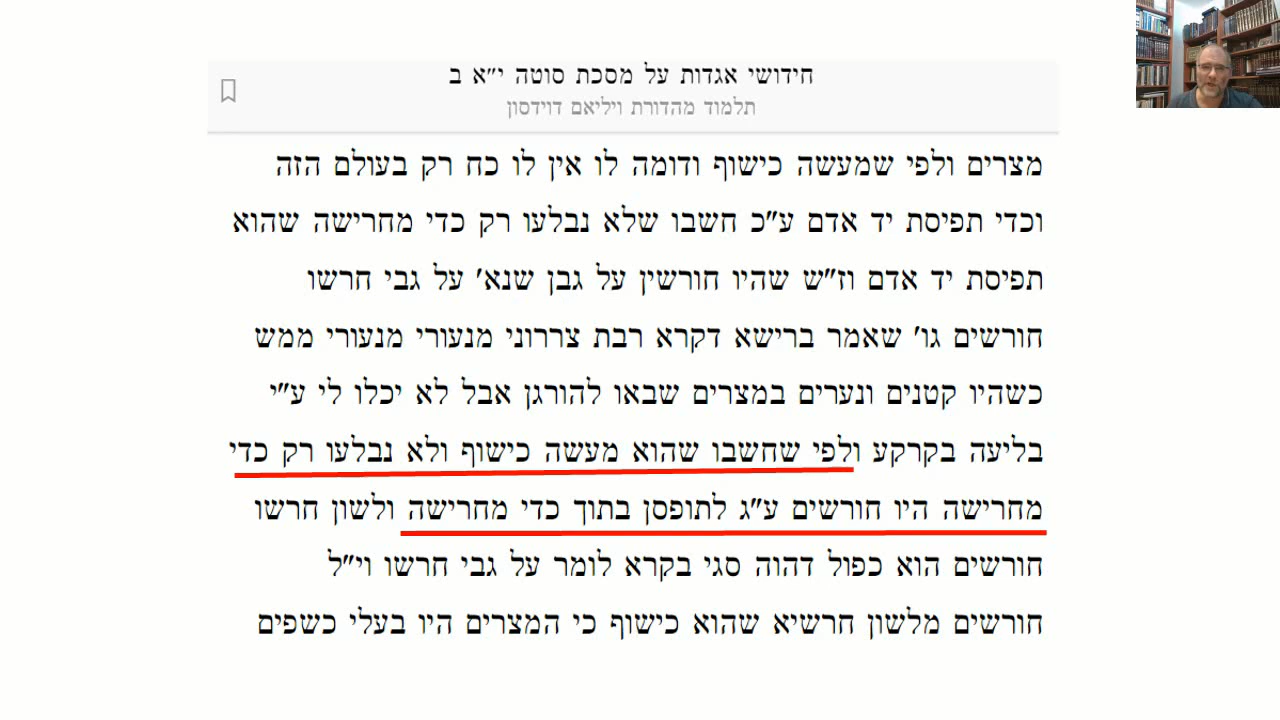 חידושי אגדות על מסכת סוטה י״א ב
תלמוד מהדורת ויליאם דוידסון
מצרים ולפי שמעשה כישוף ודומה לו אין לו כח רק בעולם הזה
וכדי תפיסת יד אדם ע"כ חשבו שלא נבלעו רק כדי מחרישה שהוא
תפיסת יד אדם וז"ש שהיו חורשין על גבן שנא' על גבי חרשו
חורשים גו' שאמר ברישא דקרא רבת צררוני מנעורי מנעורי ממש
כשהיו קטנים ונערים במצרים שבאו להורגן אבל לא יכלו לי ע"י
בליעה בקרקע ולפי שחשבו שהוא מעשה כישוף ולא נבלעו רק כדי
מחרישה היו חורשים ע"ג לתופסן בתוך כדי מחרישה ולשון חרשו
חורשים הוא כפול דהוה סגי בקרא לומר על גבי חרשו וי"ל
חורשים מלשון חרשיא שהוא כישוף כי המצרים היו בעלי כשפים